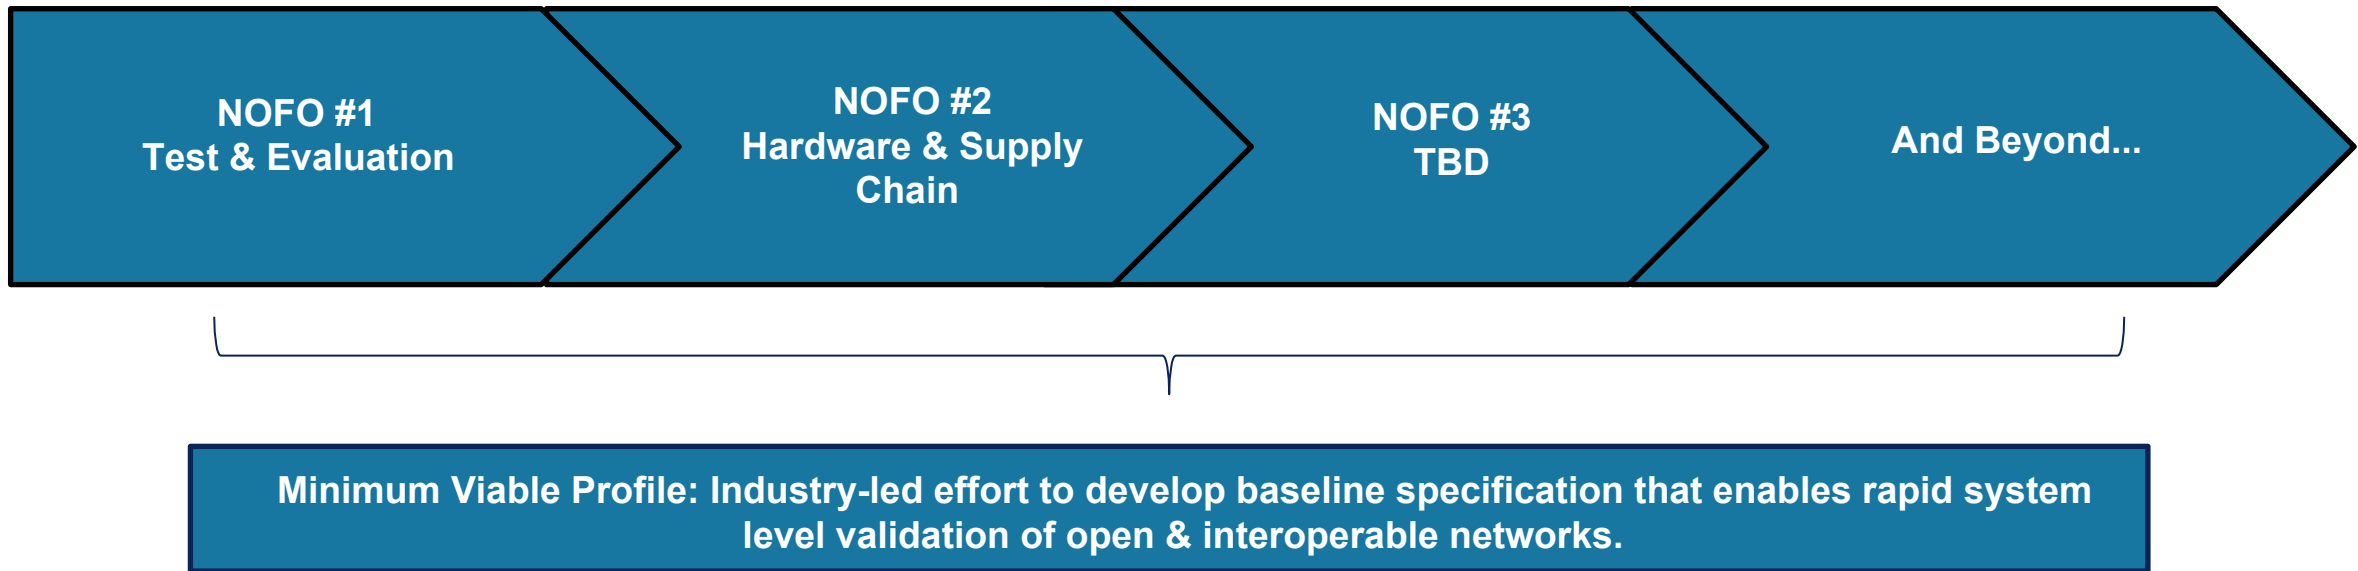 NOFO #1
Test & Evaluation
NOFO #2
Hardware & Supply
Chain
NOFO #3
TBD
And Beyond...
Minimum Viable Profile: Industry-led effort to develop baseline specification that enables rapid system
level validation of open & interoperable networks.